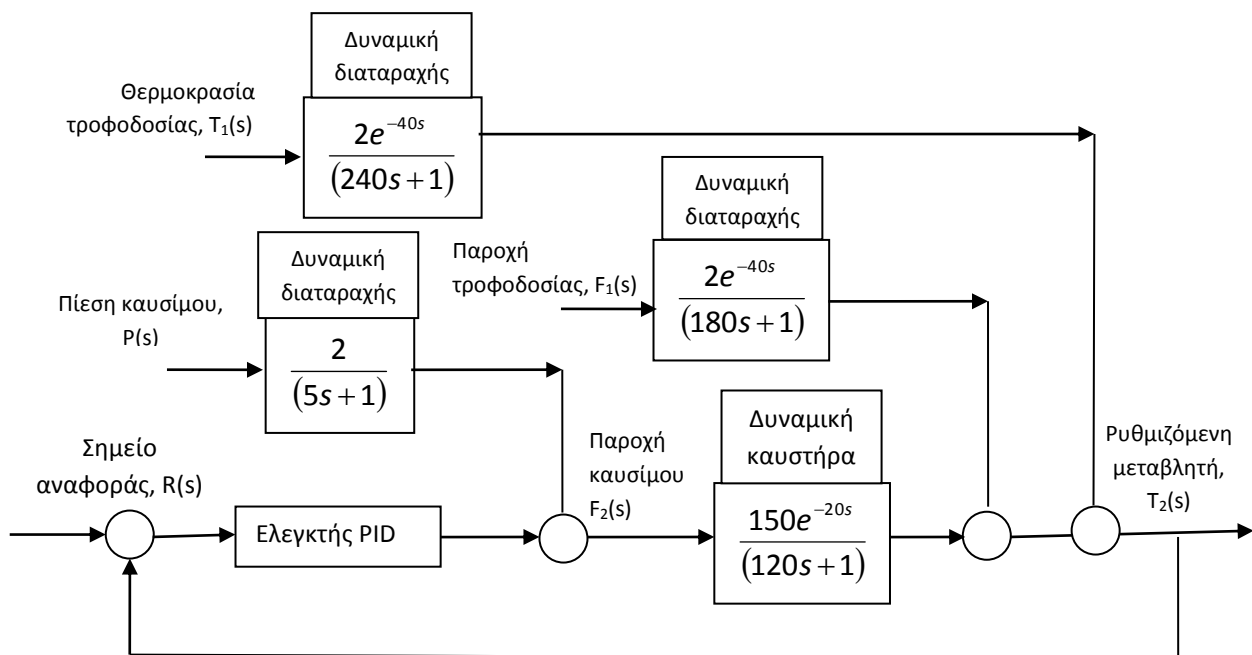 Δυναμική
διαταραχής
Θερμοκρασία
τροφοδοσίας, T₁(s)
2e⁻⁴⁰ˢ
(240s+1)
Δυναμική
διαταραχής
Παροχή
τροφοδοσίας, F₁(s)
2e⁻⁴⁰ˢ
(180s+1)
Δυναμική
διαταραχής
Πίεση καυσίμου,
P(s)
2
(5s+1)
Σημείο
αναφοράς, R(s)
Ελεγκτής PID
Παροχή
καυσίμου
F₂(s)
Δυναμική
καυστήρα
150e⁻²⁰ˢ
(120s+1)
Ρυθμιζόμενη
μεταβλητή,
T₂(s)